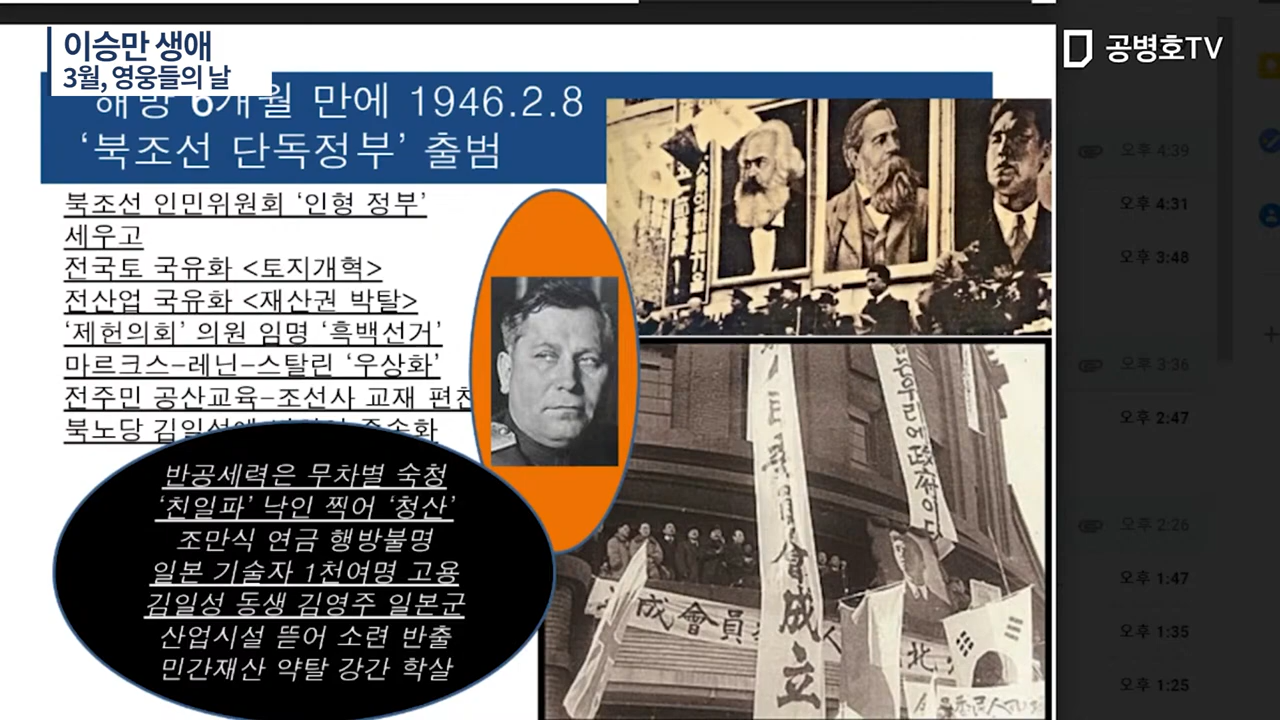 이승만 생애
3월, 영웅들의 날
공병호TV
해방 6개월 만에 1946.2.8
‘북조선 단독정부’ 출범
북조선 인민위원회 ‘인형 정부’
세우고
전국토 국유화 <토지개혁>
전산업 국유화 <재산권 박탈>
‘제헌의회’ 의원 임명 ‘흑백선거’
마르크스-레닌-스탈린 ‘우상화’
전주민 공산교육-조선사 교재 편찬
북노당
반공세력은 무차별 숙청
‘친일파’ 낙인 찍어 ‘청산’
조만식 연금 행방불명
일본 기술자 1천여명 고용
김일성 동생 김영주 일본군
산업시설 뜯어 소련 반출
민간재산 약탈 강간 학살
會成立
成會員
北
오후 4:39
오후 4:31
오후 3:48
오후 3:36
오후 2:47
오후 2:26
오후 1:47
오후 1:35
오후 1:25